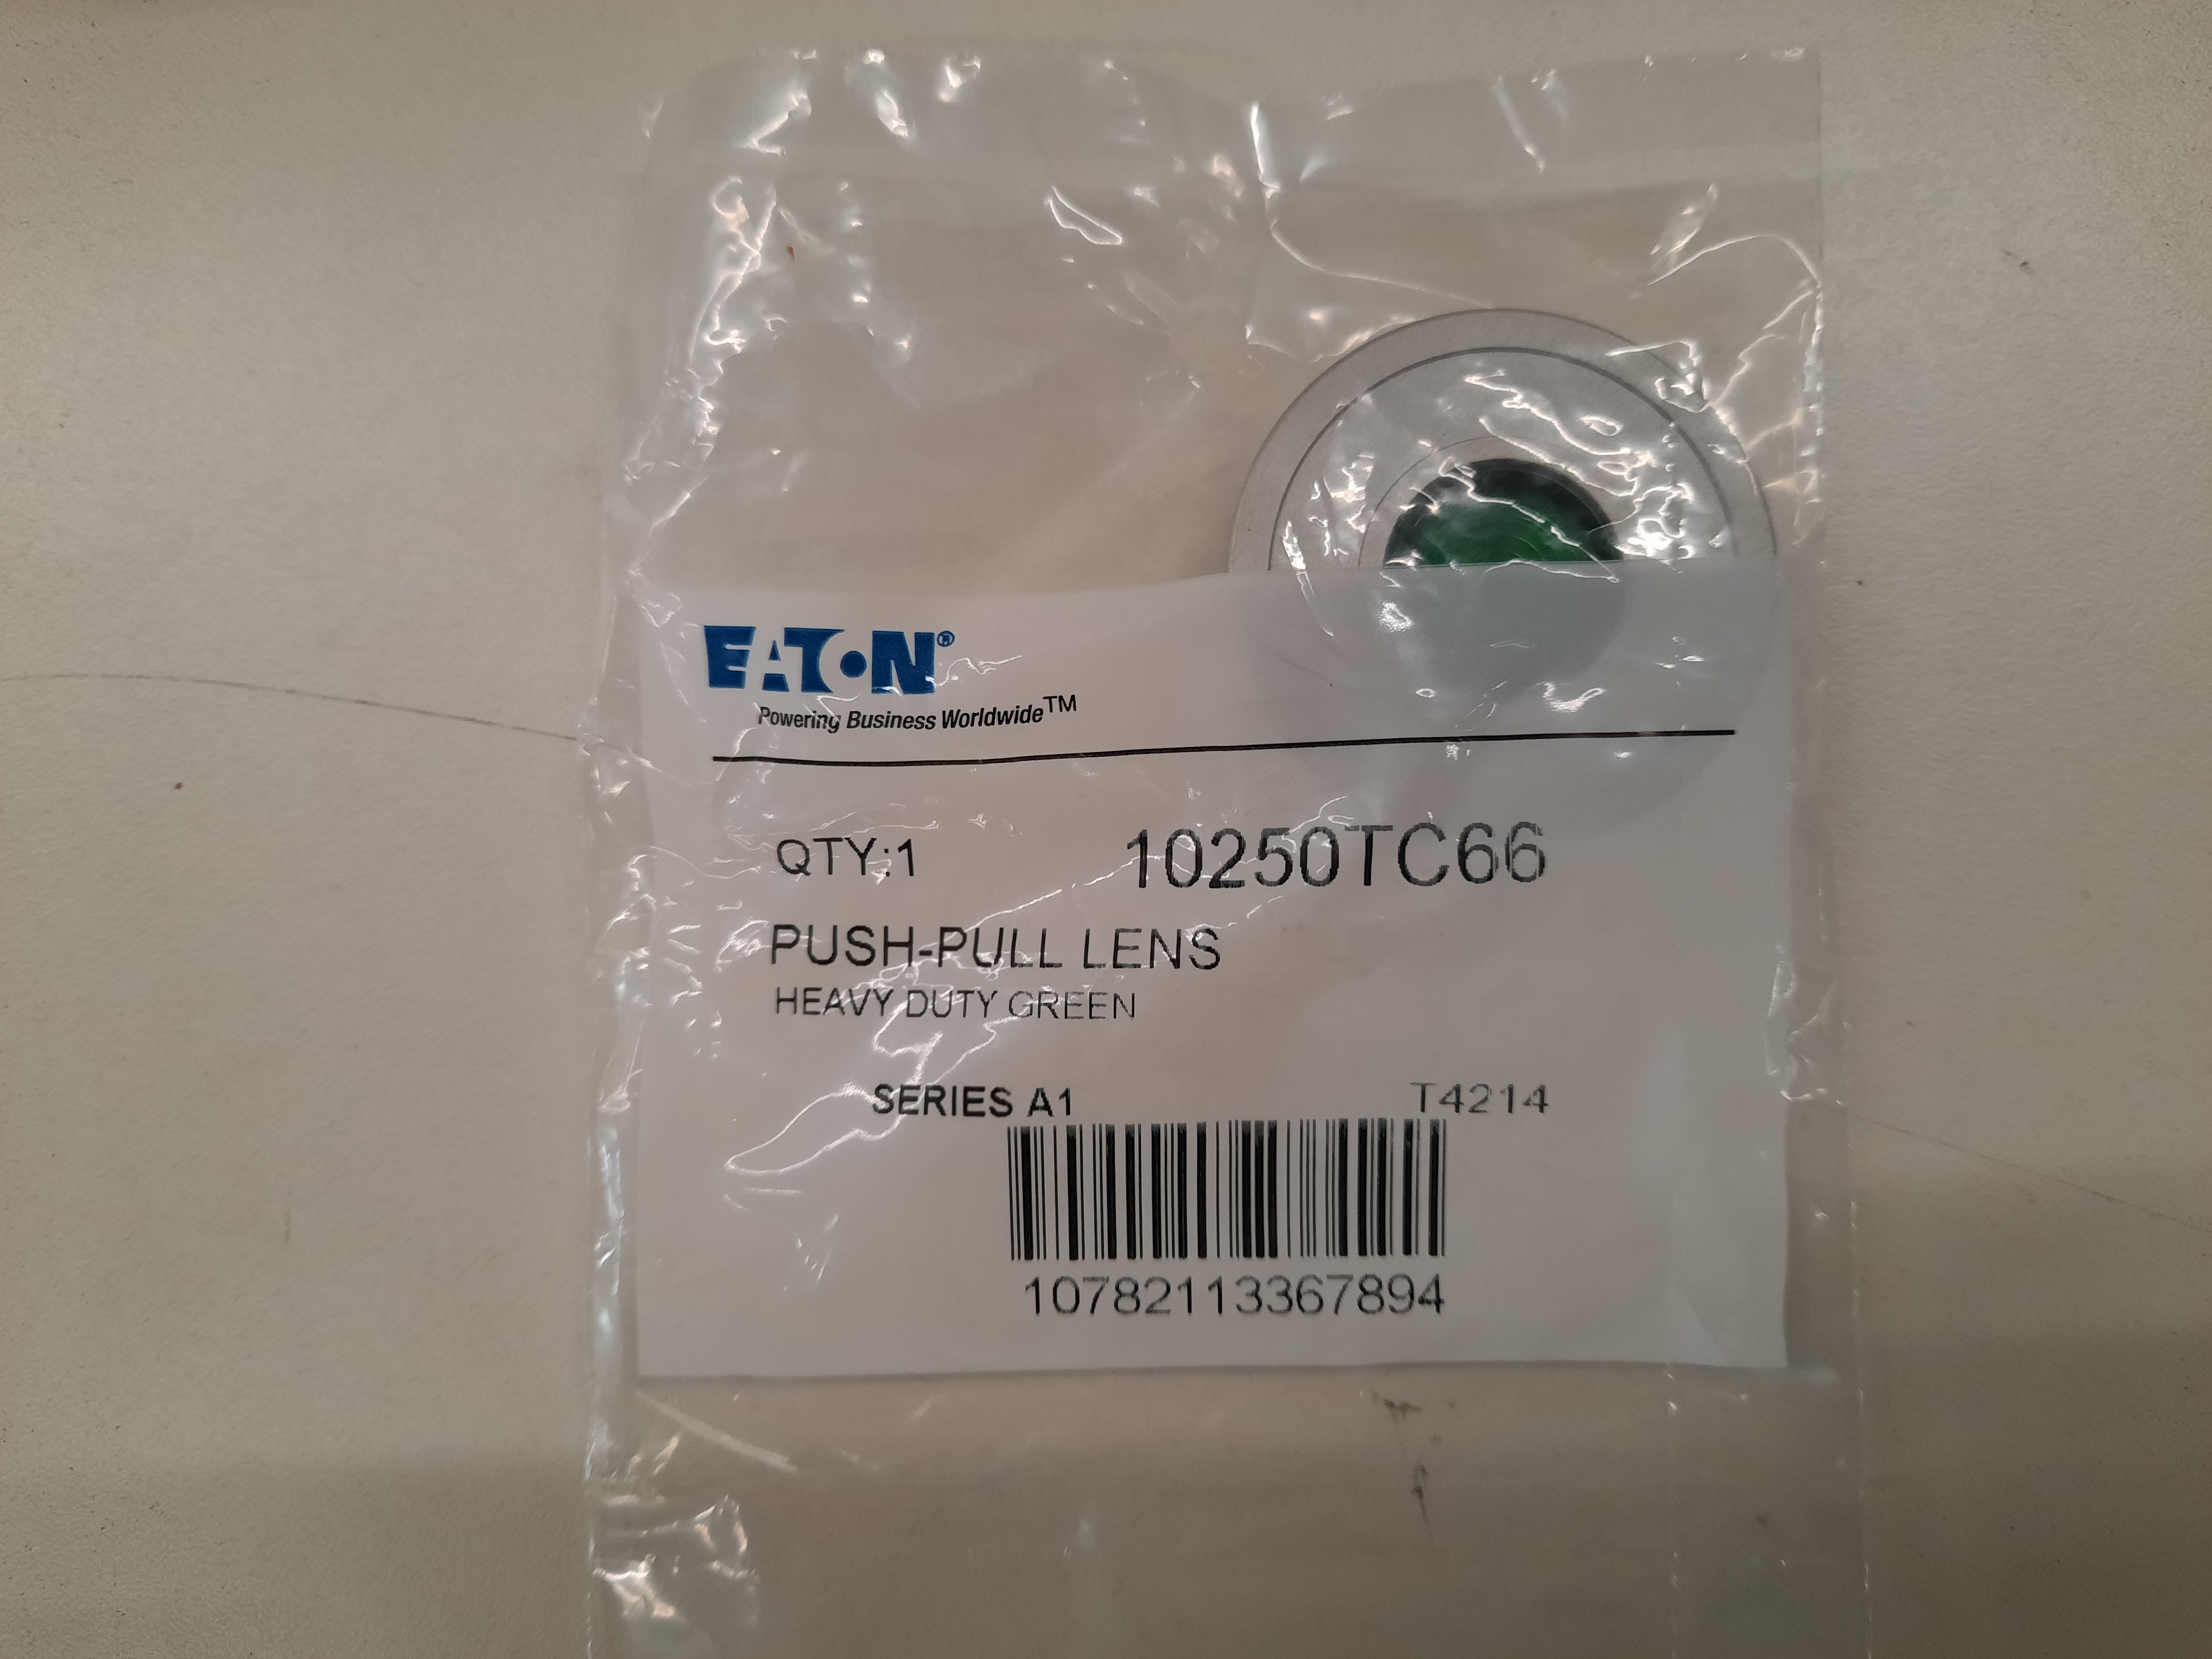 EATON®
Powering Business Worldwide™
QTY:1 10250TC66
PUSH-PULL LENS
HEAVY DUTY GREEN
SERIES A1 T4214
10782113367894